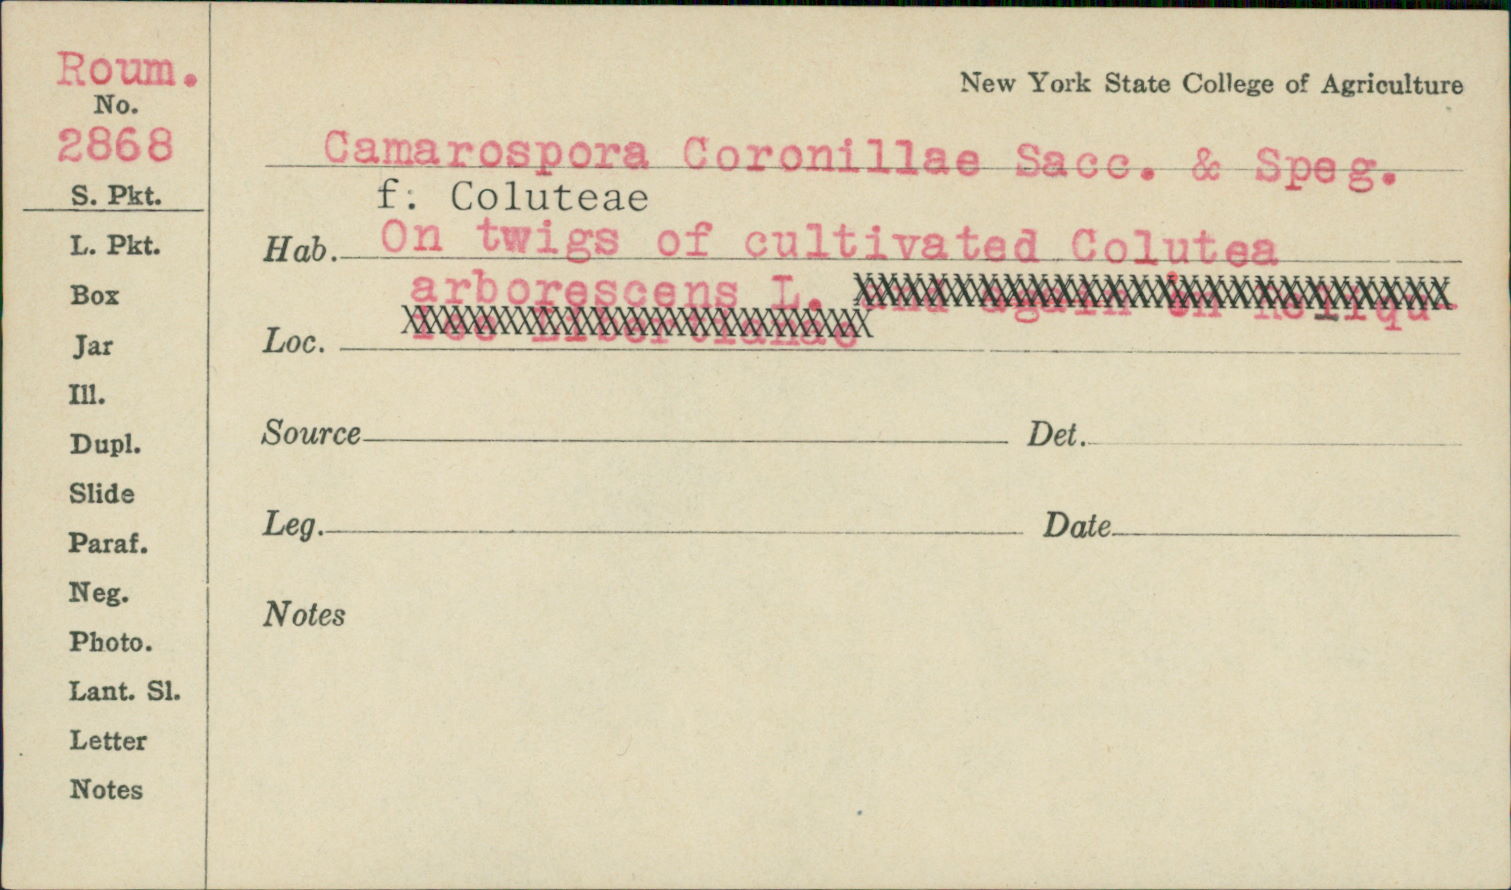 Roum.
No.
2868
S. Pkt.
L. Pkt.
Box
Jar
Ill.
Dupl.
Slide
Paraf.
Neg.
Photo.
Lant. Sl.
Letter
Notes
New York State College of Agriculture
Camarospora Coronillae Sacc. & Speg.
f: Coluteae
Hab. On twigs of cultivated Colutea
arborescens L.
Loc.
Source Det.
Leg. Date
Notes